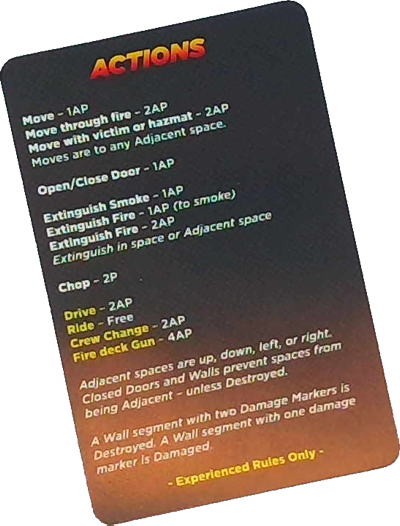 ACTIONS
Move - 1AP
Move through fire - 2AP
Move with victim or hazmat - 2AP
Moves are to any Adjacent space.
Open/Close Door - 1AP
Extinguish Smoke - 1AP
Extinguish Fire - 1AP (to smoke)
Extinguish Fire - 2AP
Extinguish in space or Adjacent space
Chop - 2P
Drive - 2AP
Ride - Free
Crew Change - 2AP
Fire deck Gun - 4AP
Adjacent spaces are up, down, left, or right.
Closed Doors and Walls prevent spaces from
being Adjacent - unless Destroyed.
A Wall segment with two Damage Markers is
Destroyed. A Wall segment with one damage
marker is Damaged.
- Experienced Rules Only -